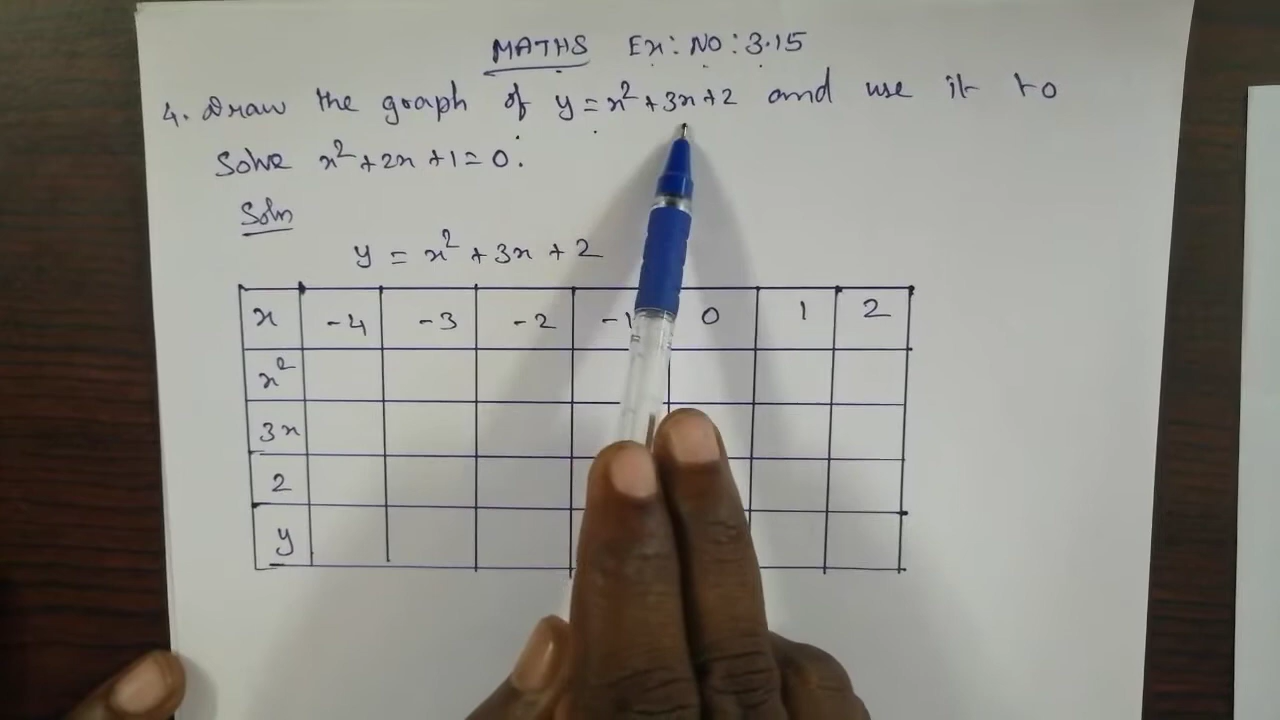 MATHS Ex: NO: 3.15
4. Draw the graph of y = x² + 3x + 2 and use it to
Solve x² + 2x + 1 = 0.
Soln
y = x² + 3x + 2
x -4 -3 -2 -1 0 1 2
x²
3x
2
y